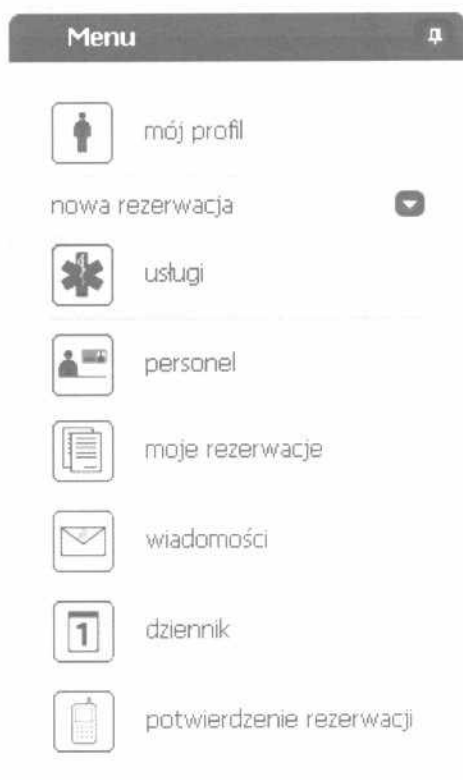 Menu
mój profil
nowa rezerwacja
usługi
personel
moje rezerwacje
wiadomości
1
dziennik
potwierdzenie rezerwacji